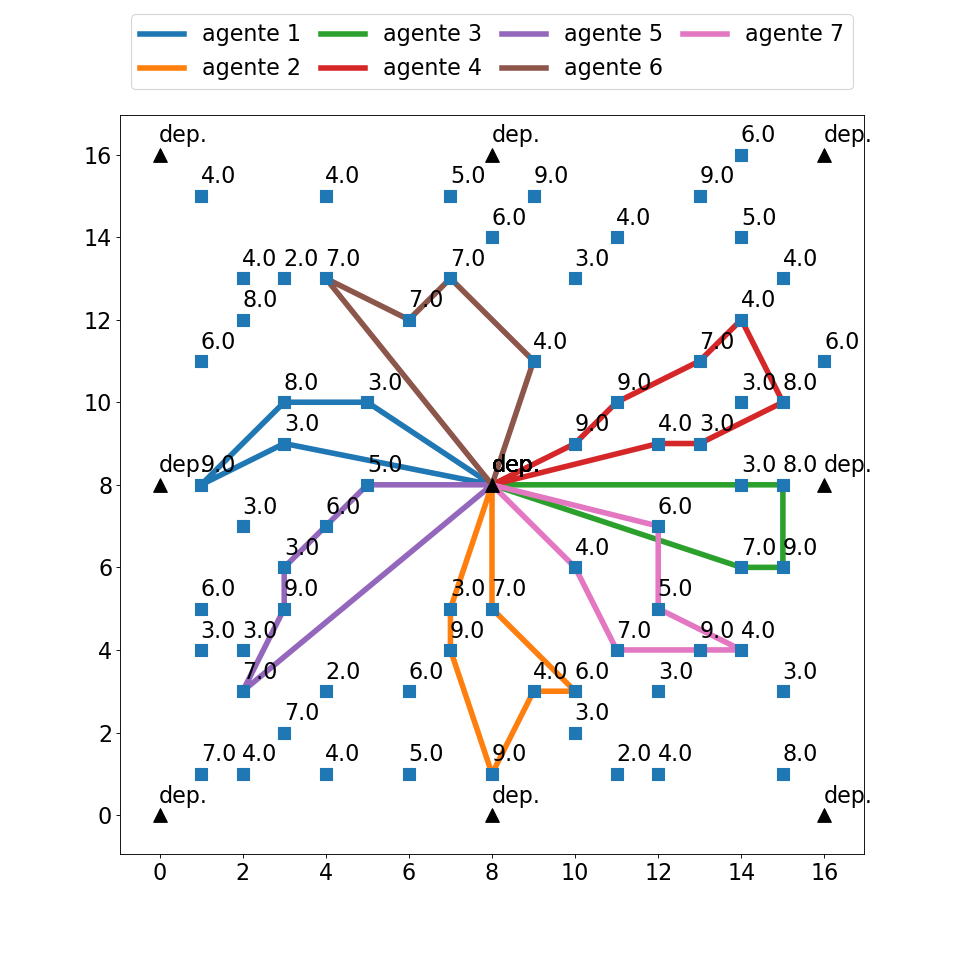 agente 1 agente 3 agente 5 agente 7
agente 2 agente 4 agente 6
dep. dep. 6.0 dep.
16
4.0 4.0 5.0 9.0 9.0
6.0 4.0 5.0
14
4.0 2.0 7.0 7.0 3.0 4.0
8.0 7.0 4.0
12
6.0 4.0 7.0 6.0
8.0 3.0 9.0 3.0 8.0
10
3.0 9.0 4.0 3.0
dep. 9.0 5.0 dep. 3.0 8.0 dep.
8
3.0 6.0 6.0
3.0 4.0 7.0 9.0
6
6.0 9.0 3.0 7.0 5.0
3.0 3.0 9.0 7.0 9.0 4.0
4
7.0 2.0 6.0 4.0 6.0 3.0 3.0
7.0 3.0
2
7.0 4.0 4.0 5.0 9.0 2.0 4.0 8.0
dep. dep. dep.
0
0 2 4 6 8 10 12 14 16